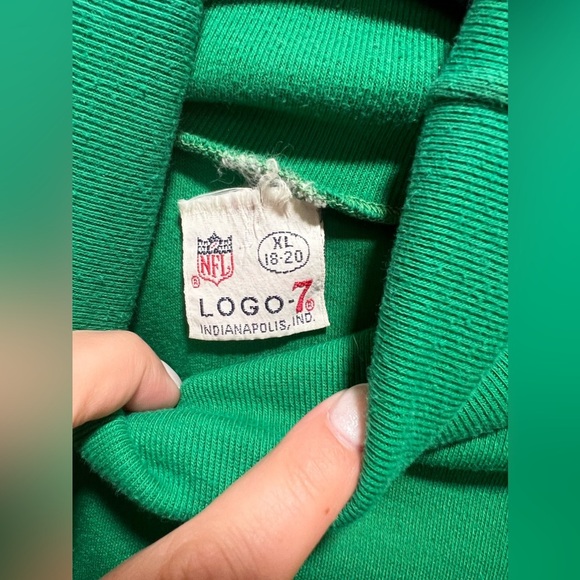 NFL
®
XL
18-20
LOGO-7®
INDIANAPOLIS, IND.